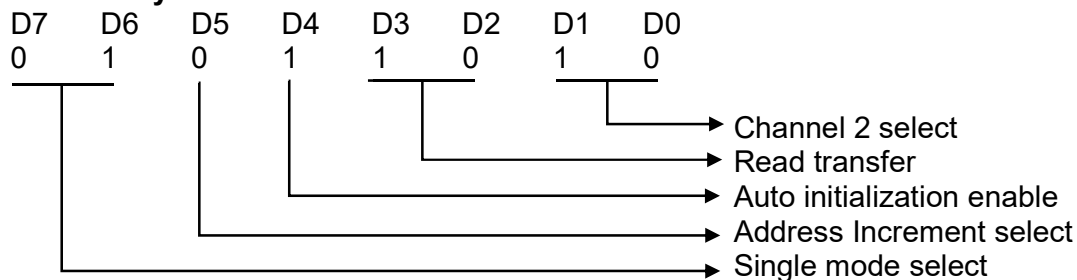 D7 D6 D5 D4 D3 D2 D1 D0
0 1 0 1 1 0 1 0
Channel 2 select
Read transfer
Auto initialization enable
Address Increment select
Single mode select